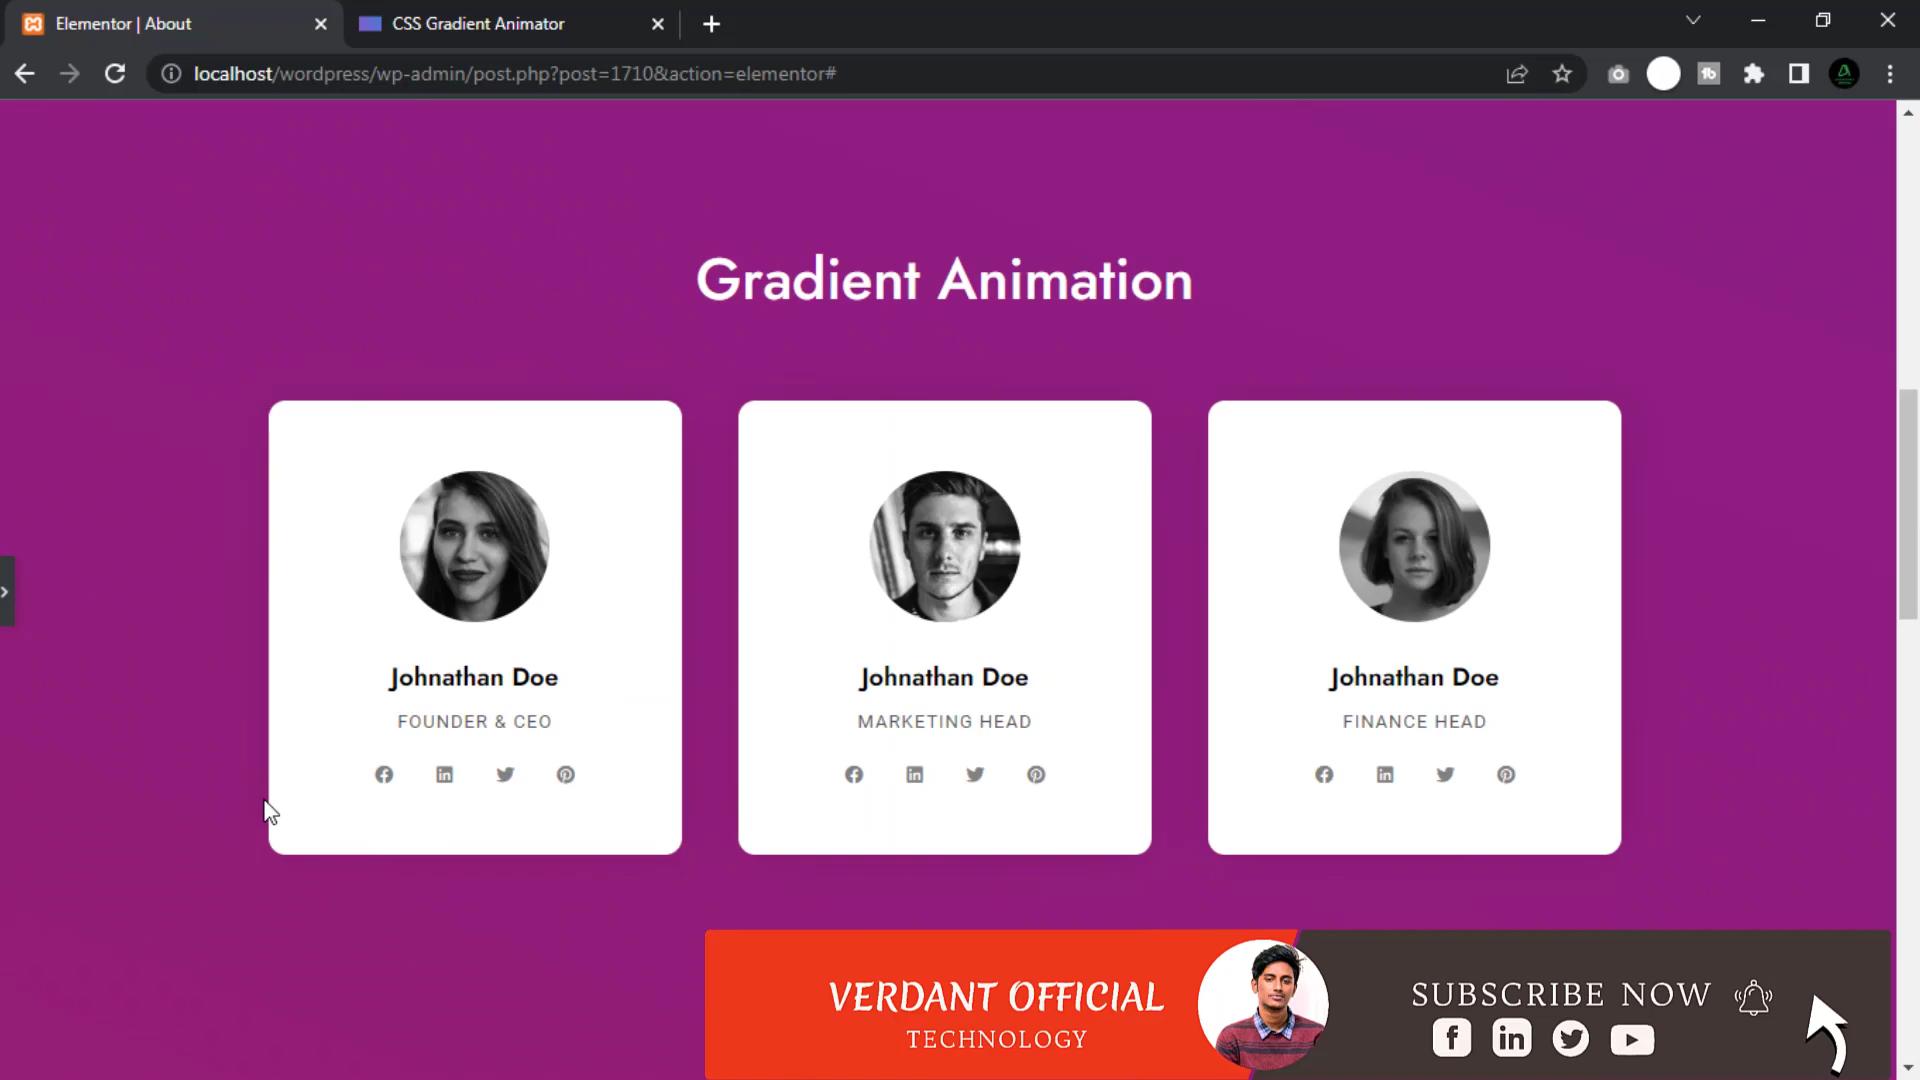 Elementor | About
CSS Gradient Animator
localhost/wordpress/wp-admin/post.php?post=1710&action=elementor#
Gradient Animation
Johnathan Doe
FOUNDER & CEO
Johnathan Doe
MARKETING HEAD
Johnathan Doe
FINANCE HEAD
VERDANT OFFICIAL
TECHNOLOGY
SUBSCRIBE NOW